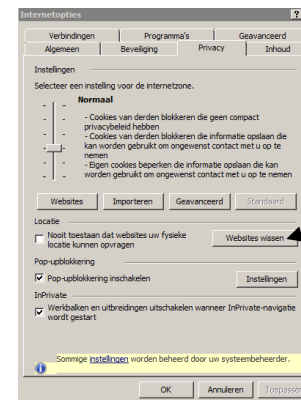 Internetopties
Verbindingen Programma's Geavanceerd
Algemeen Beveiliging Privacy Inhoud
Instellingen
Selecteer een instelling voor de internetzone.
Normaal
- Cookies van derden blokkeren die geen compact
privacybeleid hebben
- Cookies van derden blokkeren die informatie opslaan die
kan worden gebruikt om ongewenst contact met u op te
nemen
- Eigen cookies beperken die informatie opslaan die kan
worden gebruikt om ongewenst contact met u op te nemen
Websites Importeren Geavanceerd Standaard
Locatie
Nooit toestaan dat websites uw fysieke
locatie kunnen opvragen
Websites wissen
Pop-upblokkering
Pop-upblokkering inschakelen Instellingen
InPrivate
Werkbalken en uitbreidingen uitschakelen wanneer InPrivate-navigatie
wordt gestart
Sommige instellingen worden beheerd door uw systeembeheerder.
OK Annuleren Toepassen